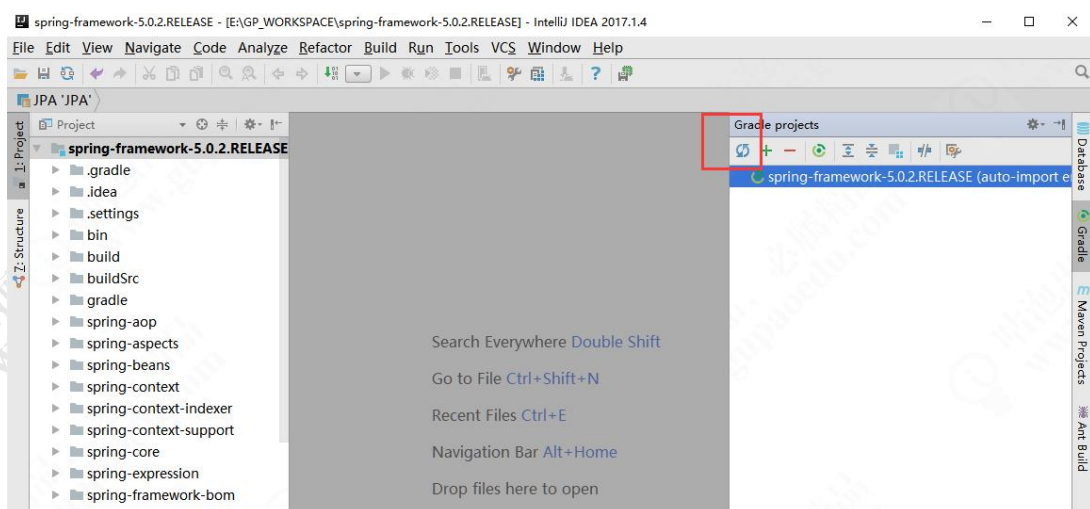 spring-framework-5.0.2.RELEASE - [E:\GP_WORKSPACE\spring-framework-5.0.2.RELEASE] - IntelliJ IDEA 2017.1.4
File Edit View Navigate Code Analyze Refactor Build Run Tools VCS Window Help
JPA 'JPA'
1: Project
Z: Structure
Project
spring-framework-5.0.2.RELEASE
.gradle
.idea
.settings
bin
build
buildSrc
gradle
spring-aop
spring-aspects
spring-beans
spring-context
spring-context-indexer
spring-context-support
spring-core
spring-expression
spring-framework-bom
Search Everywhere Double Shift
Go to File Ctrl+Shift+N
Recent Files Ctrl+E
Navigation Bar Alt+Home
Drop files here to open
Gradle projects
spring-framework-5.0.2.RELEASE (auto-import e
Database
Gradle
Maven Projects
Ant Build